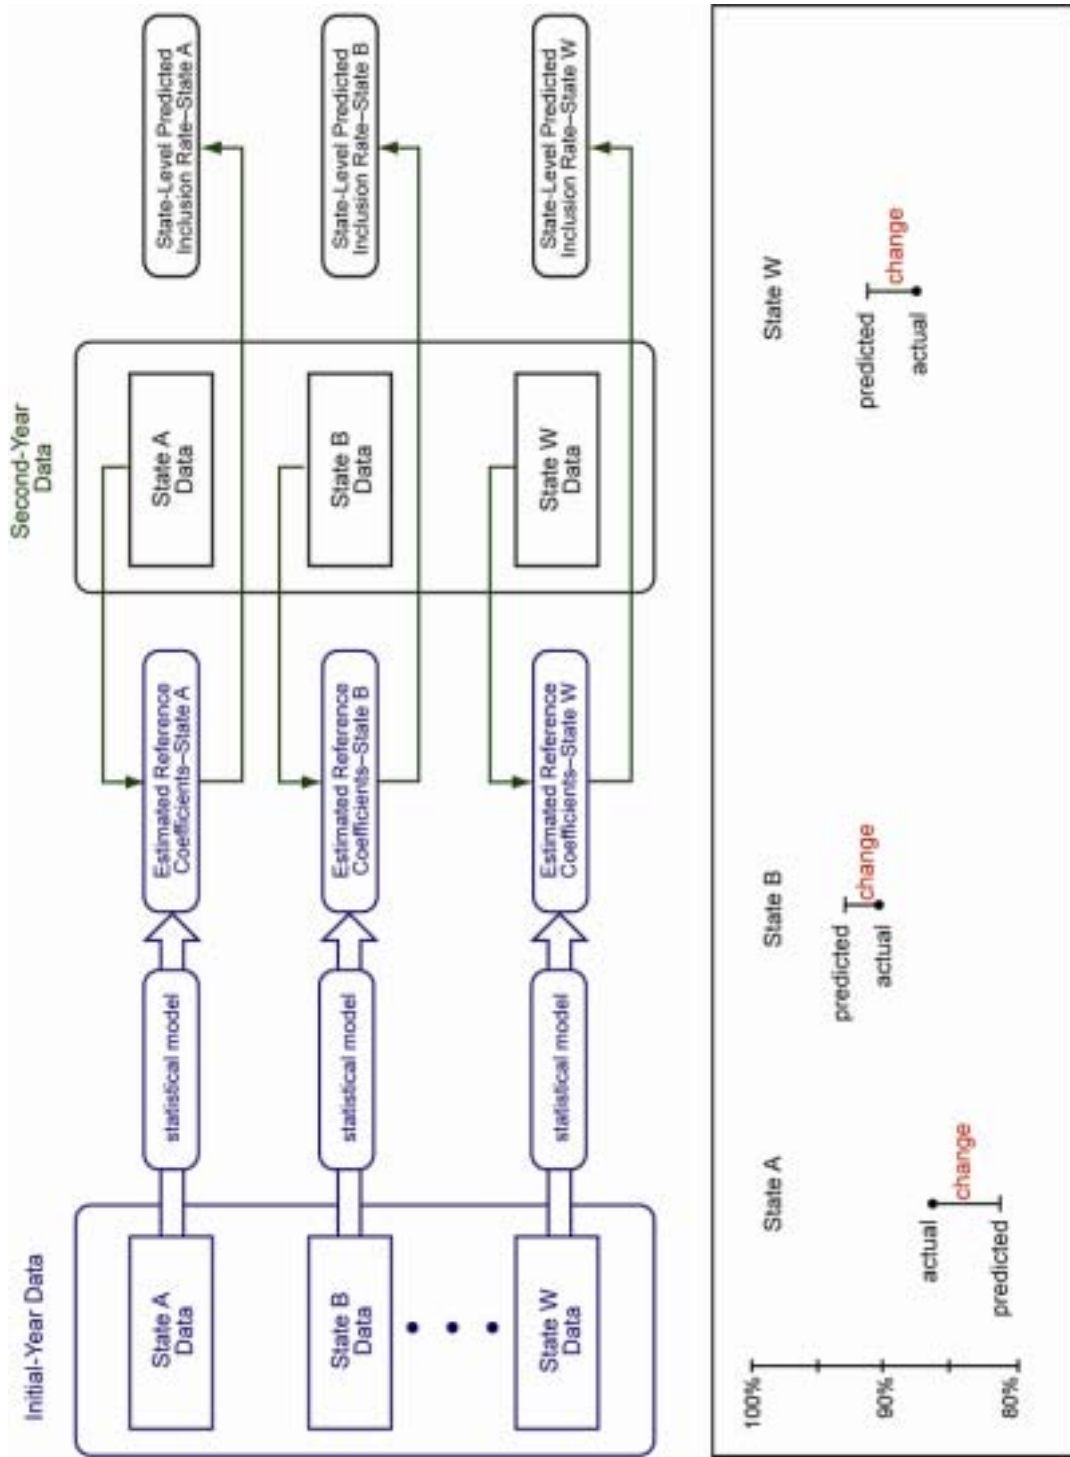 Initial-Year Data
State A
Data
State B
Data
State W
Data
statistical model
statistical model
statistical model
Estimated Reference
Coefficients–State A
Estimated Reference
Coefficients–State B
Estimated Reference
Coefficients–State W
Second-Year
Data
State A
Data
State B
Data
State W
Data
State-Level Predicted
Inclusion Rate–State A
State-Level Predicted
Inclusion Rate–State B
State-Level Predicted
Inclusion Rate–State W
100%
90%
80%
State A
actual
change
predicted
State B
predicted
change
actual
State W
predicted
change
actual